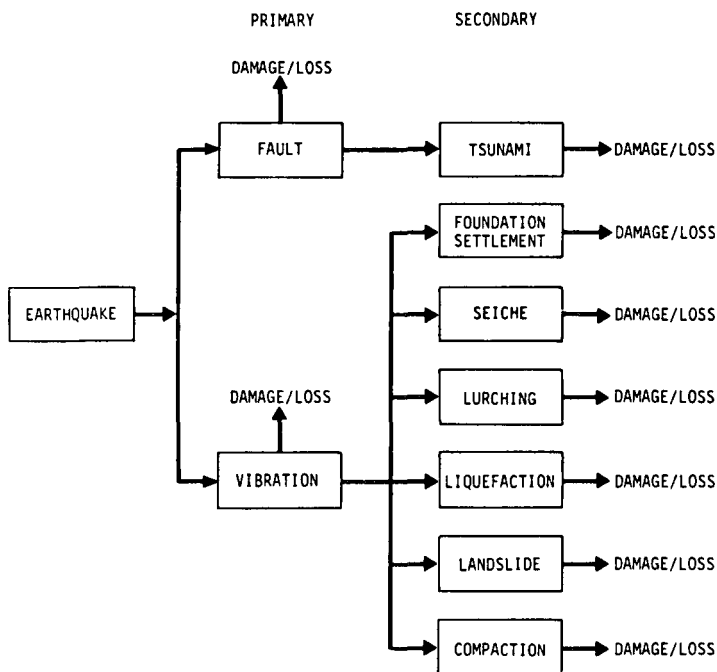 PRIMARY SECONDARY
DAMAGE/LOSS
FAULT TSUNAMI DAMAGE/LOSS
FOUNDATION
SETTLEMENT DAMAGE/LOSS
EARTHQUAKE SEICHE DAMAGE/LOSS
DAMAGE/LOSS LURCHING DAMAGE/LOSS
VIBRATION LIQUEFACTION DAMAGE/LOSS
LANDSLIDE DAMAGE/LOSS
COMPACTION DAMAGE/LOSS